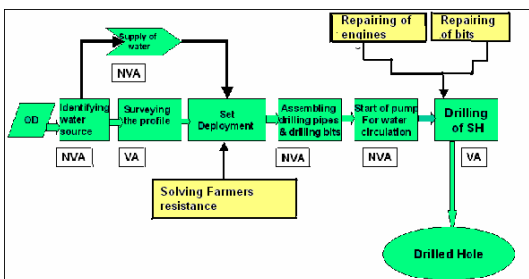 Repairing of
engines
Repairing
of bits
Supply of
water
NVA
OD
Identifying
water
source
Surveying
the profile
Set
Deployment
Assembling
drilling pipes
& drilling bits
Start of pump
For water
circulation
Drilling
of SH
NVA
VA
NVA
NVA
VA
Solving Farmers
resistance
Drilled Hole